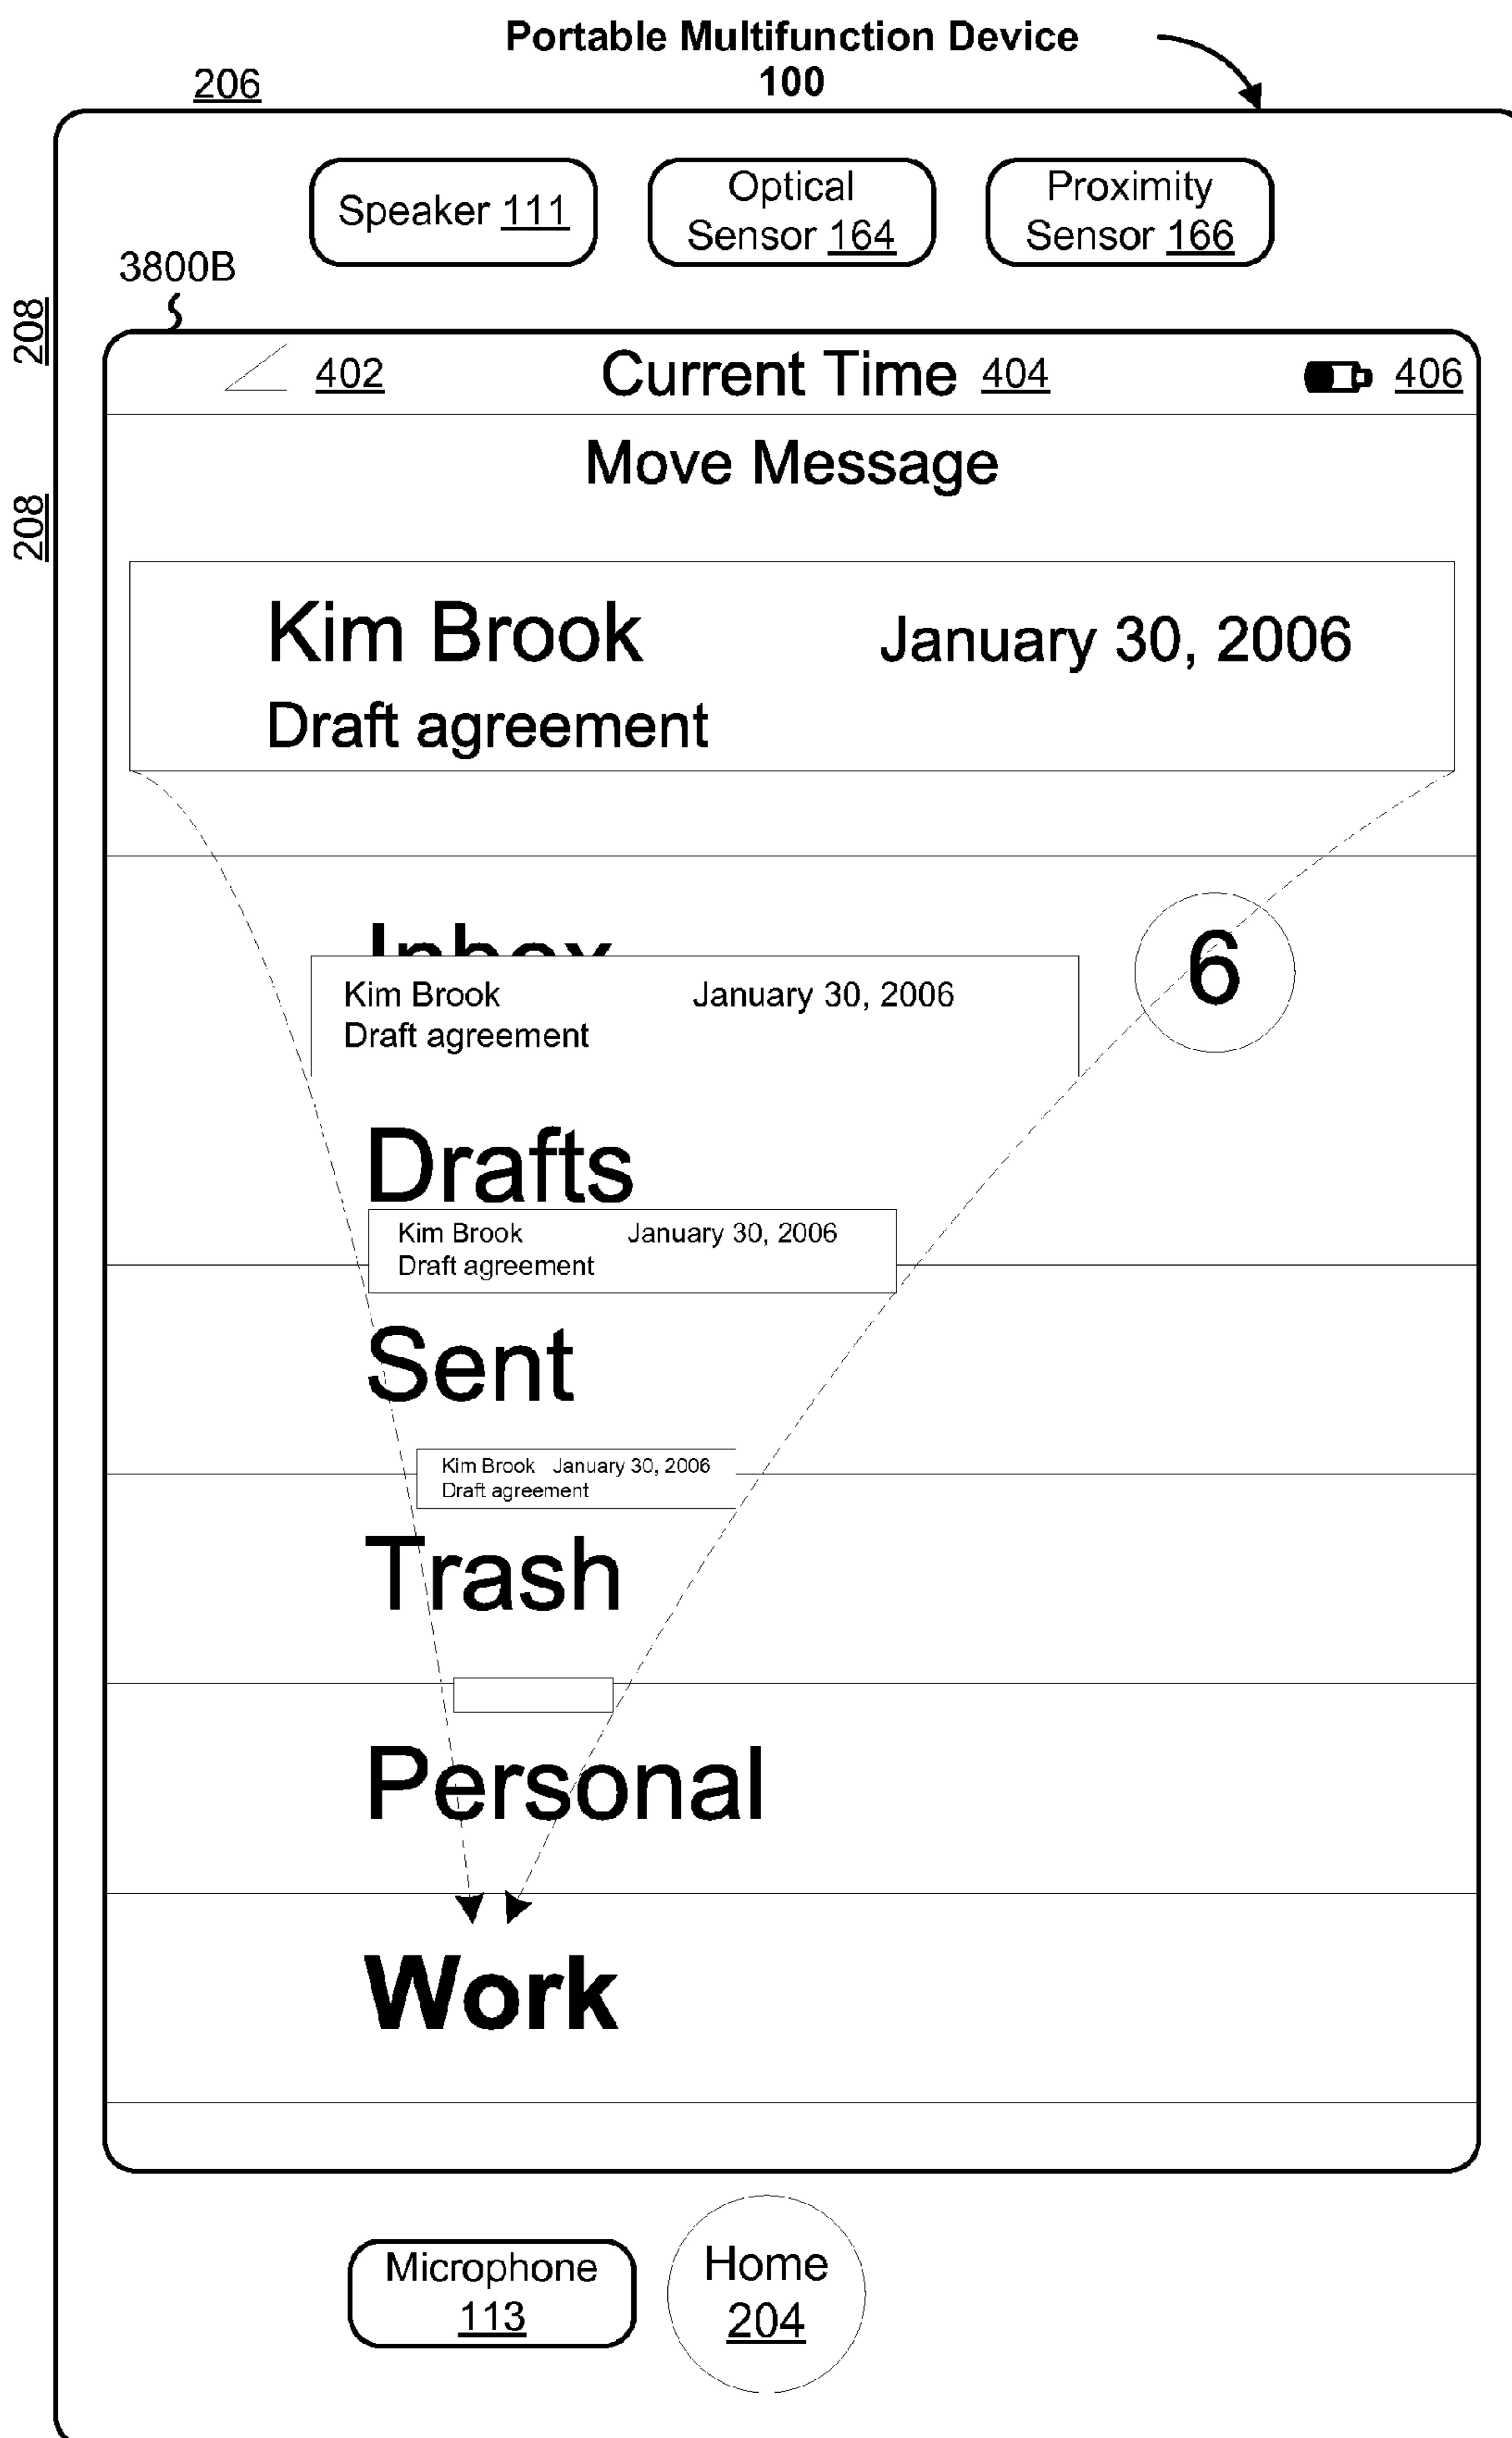 Portable Multifunction Device
100
206
Speaker 111
Optical
Sensor 164
Proximity
Sensor 166
3800B
208
402
Current Time 404
406
Move Message
208
Kim Brook
January 30, 2006
Draft agreement
Inbox
6
Kim Brook
January 30, 2006
Draft agreement
Drafts
Kim Brook
January 30, 2006
Draft agreement
Sent
Kim Brook January 30, 2006
Draft agreement
Trash
Personal
Work
Microphone
113
Home
204